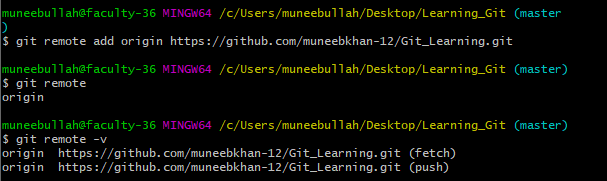 muneebullah@faculty-36 MINGW64 /c/Users/muneebullah/Desktop/Learning_Git (master
)
$ git remote add origin https://github.com/muneebkhan-12/Git_Learning.git
muneebullah@faculty-36 MINGW64 /c/Users/muneebullah/Desktop/Learning_Git (master)
$ git remote
origin
muneebullah@faculty-36 MINGW64 /c/Users/muneebullah/Desktop/Learning_Git (master)
$ git remote -v
origin  https://github.com/muneebkhan-12/Git_Learning.git (fetch)
origin  https://github.com/muneebkhan-12/Git_Learning.git (push)